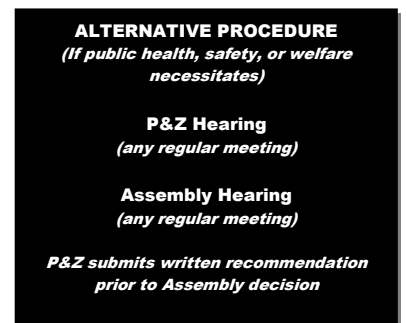 ALTERNATIVE PROCEDURE
(If public health, safety, or welfare
necessitates)
P&Z Hearing
(any regular meeting)
Assembly Hearing
(any regular meeting)
P&Z submits written recommendation
prior to Assembly decision